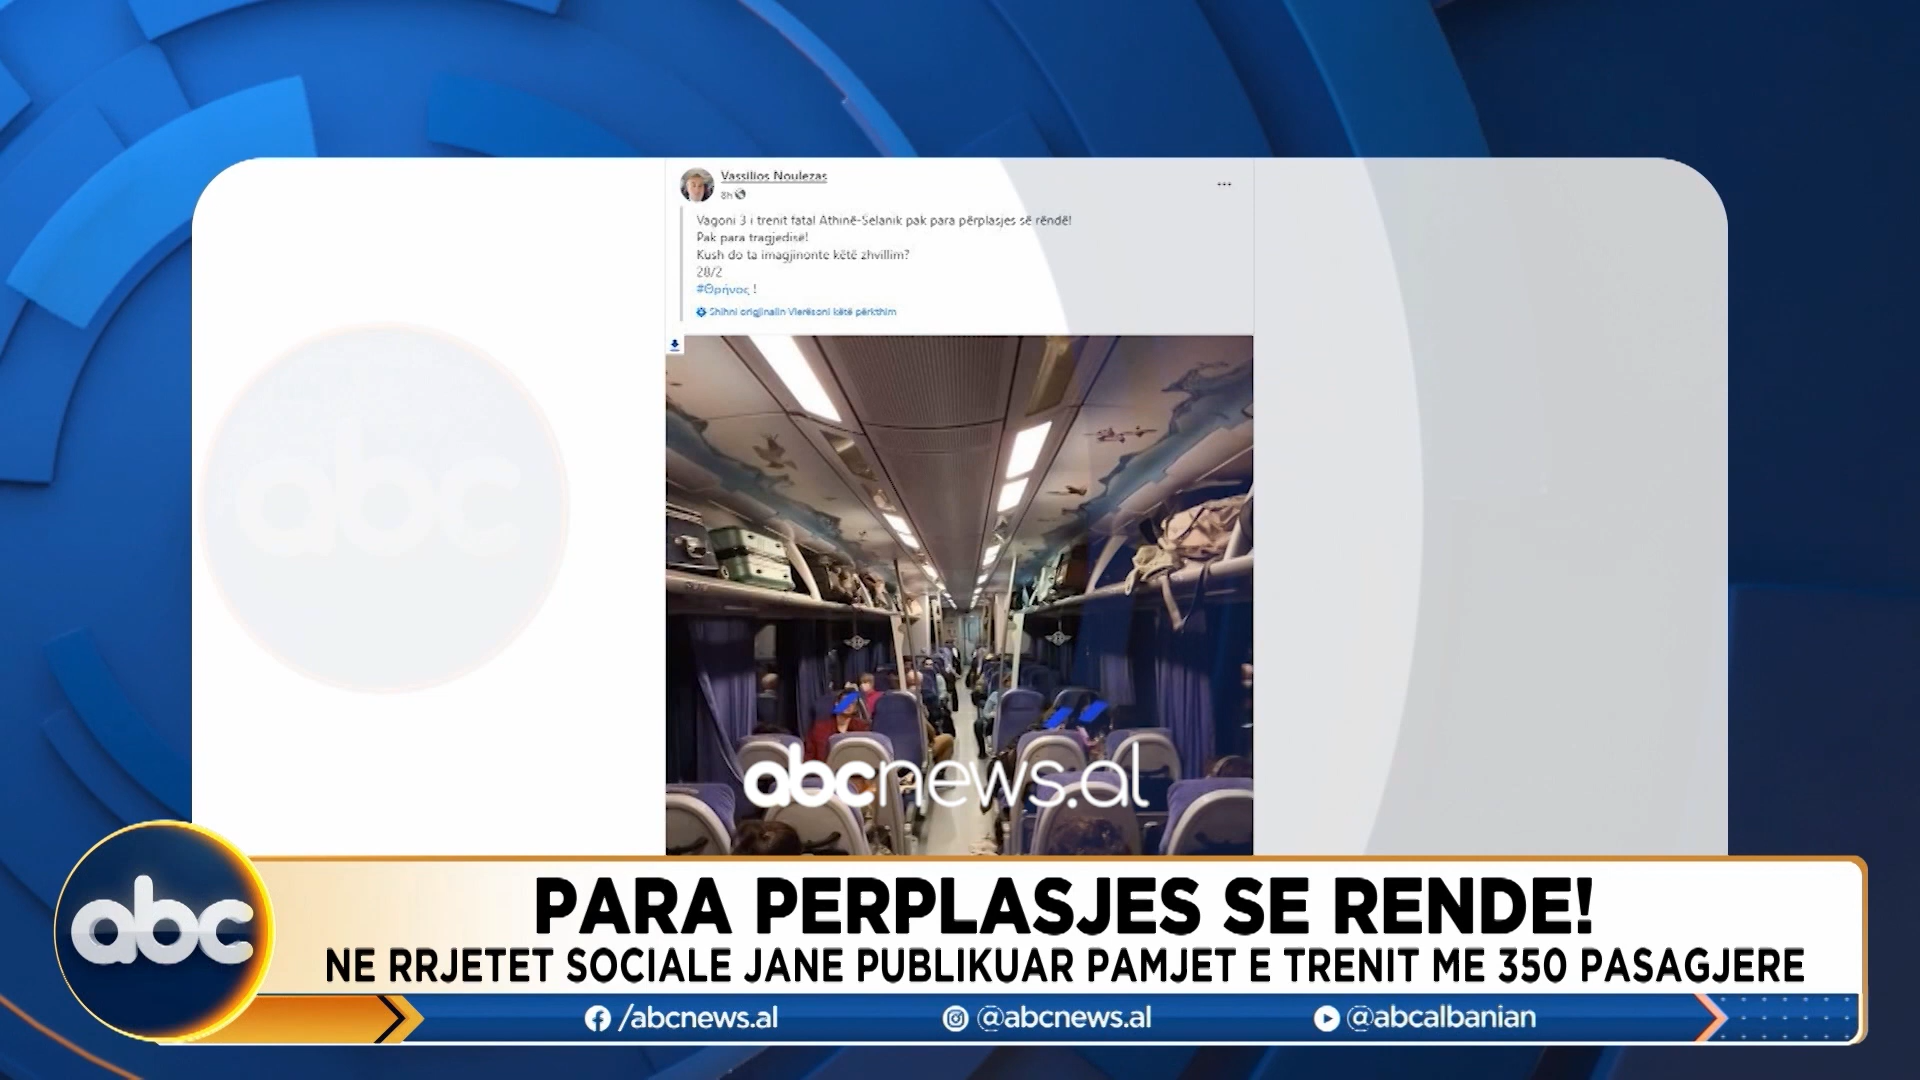 Vassilios Noulezas
8h
Vagoni 3 i trenit fatal Athinë-Selanik pak para përplasjes së rëndë!
Pak para tragjedisë!
Kush do ta imagjinonte këtë zhvillim?
28/2
#Θρήνος !
Shihni origjinalin Vlerësoni këtë përkthim
abc
abcnews.al
abc
PARA PERPLASJES SE RENDE!
NE RRJETET SOCIALE JANE PUBLIKUAR PAMJET E TRENIT ME 350 PASAGJERE
/abcnews.al
@abcnews.al
@abcalbanian